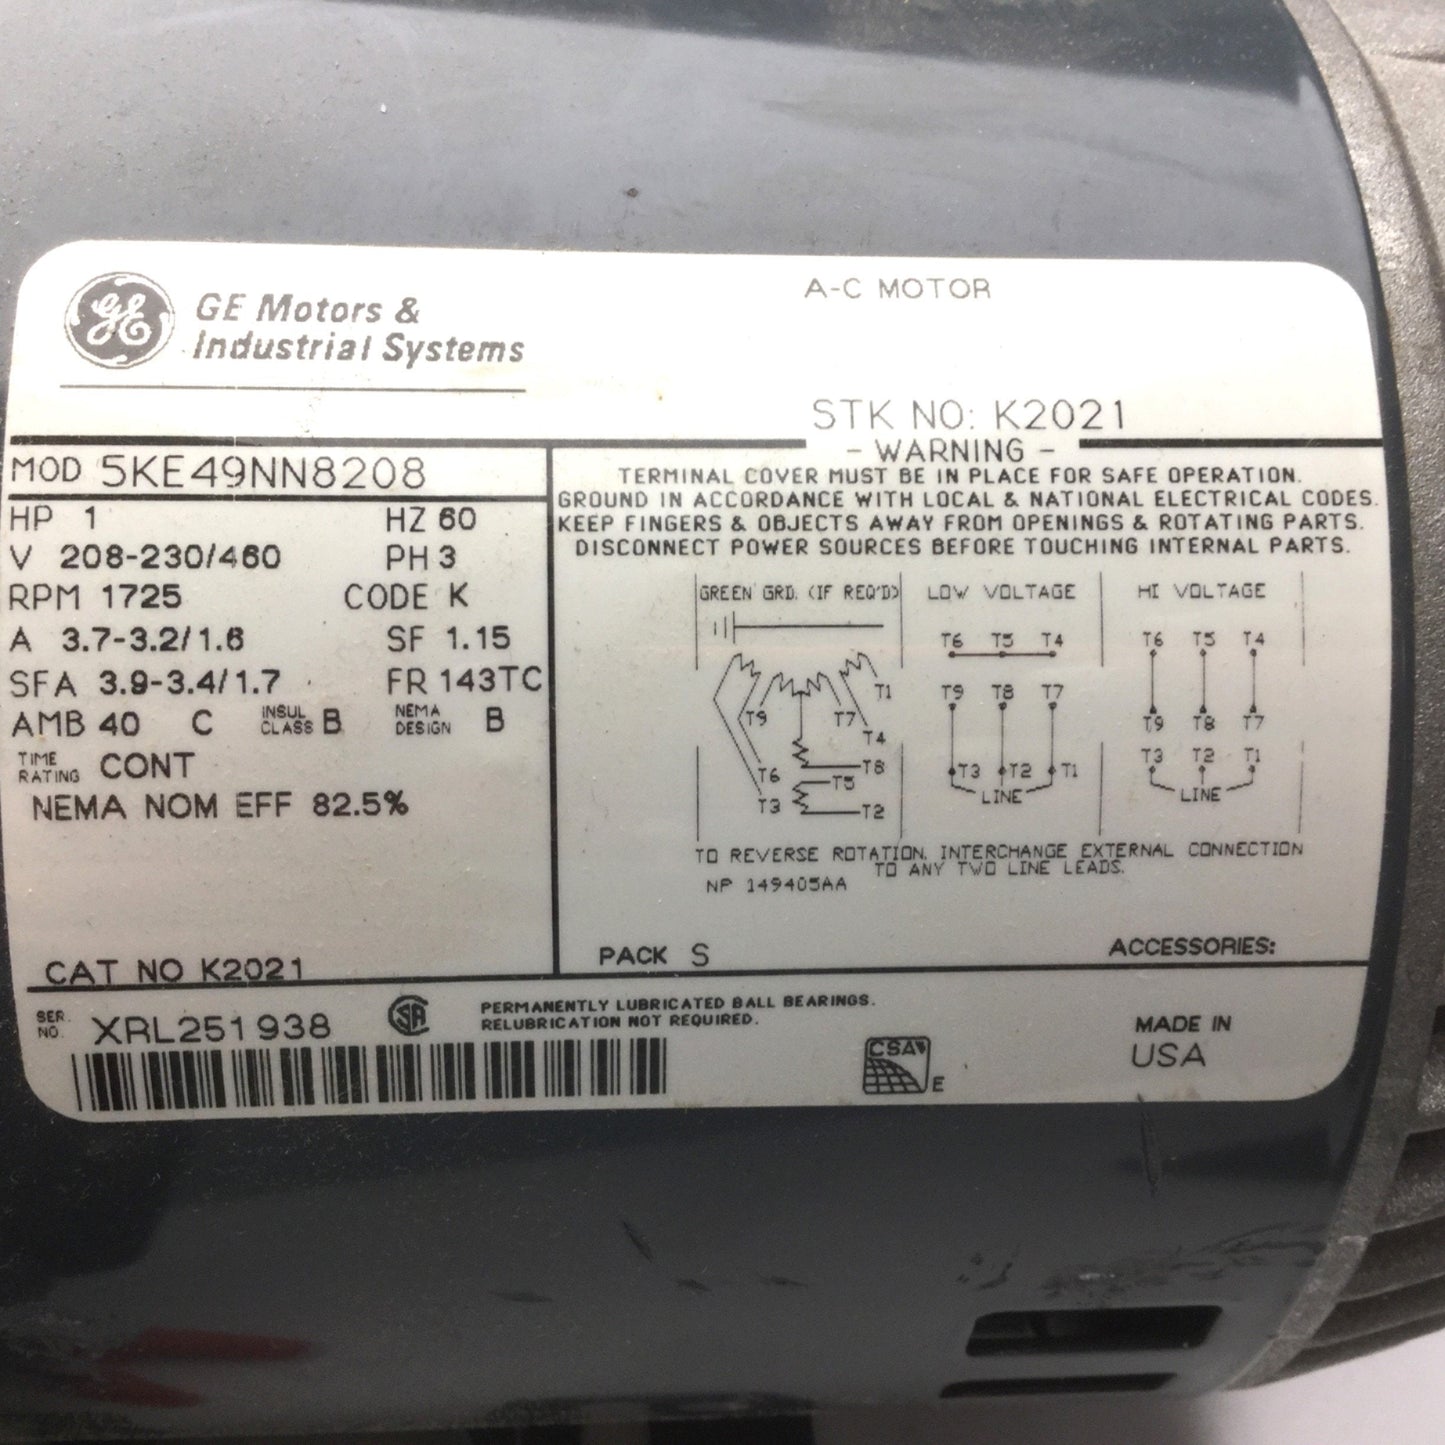 GE
GE Motors &
Industrial Systems
A-C MOTOR
STK NO: K2021
MOD 5KE49NN8208
HP 1 HZ 60
V 208-230/460 PH 3
RPM 1725 CODE K
A 3.7-3.2/1.6 SF 1.15
SFA 3.9-3.4/1.7 FR 143TC
AMB 40 C INSUL CLASS B NEMA DESIGN B
TIME RATING CONT
NEMA NOM EFF 82.5%
CAT NO K2021
- WARNING -
TERMINAL COVER MUST BE IN PLACE FOR SAFE OPERATION.
GROUND IN ACCORDANCE WITH LOCAL & NATIONAL ELECTRICAL CODES.
KEEP FINGERS & OBJECTS AWAY FROM OPENINGS & ROTATING PARTS.
DISCONNECT POWER SOURCES BEFORE TOUCHING INTERNAL PARTS.
GREEN GRD. (IF REQ'D)
T1
T9 T7
T4
T6 T8
T5
T3 T2
LOW VOLTAGE
T6 T5 T4
T9 T8 T7
T3 T2 T1
LINE
HI VOLTAGE
T6 T5 T4
T9 T8 T7
T3 T2 T1
LINE
TO REVERSE ROTATION, INTERCHANGE EXTERNAL CONNECTION
TO ANY TWO LINE LEADS.
NP 149405AA
PACK S ACCESSORIES:
SER. NO. XRL251938
SA
PERMANENTLY LUBRICATED BALL BEARINGS.
RELUBRICATION NOT REQUIRED.
CSA
E
MADE IN
USA